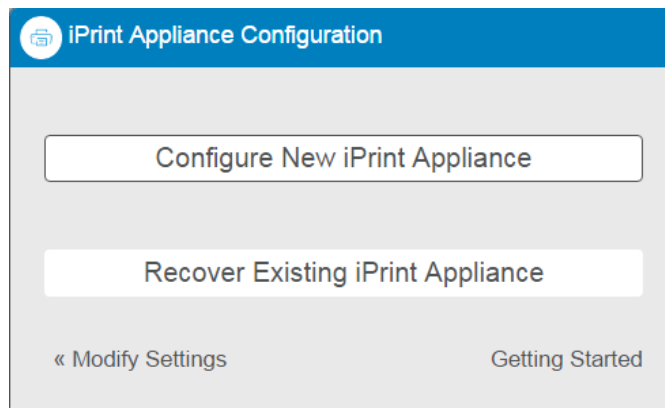 iPrint Appliance Configuration
Configure New iPrint Appliance
Recover Existing iPrint Appliance
« Modify Settings
Getting Started